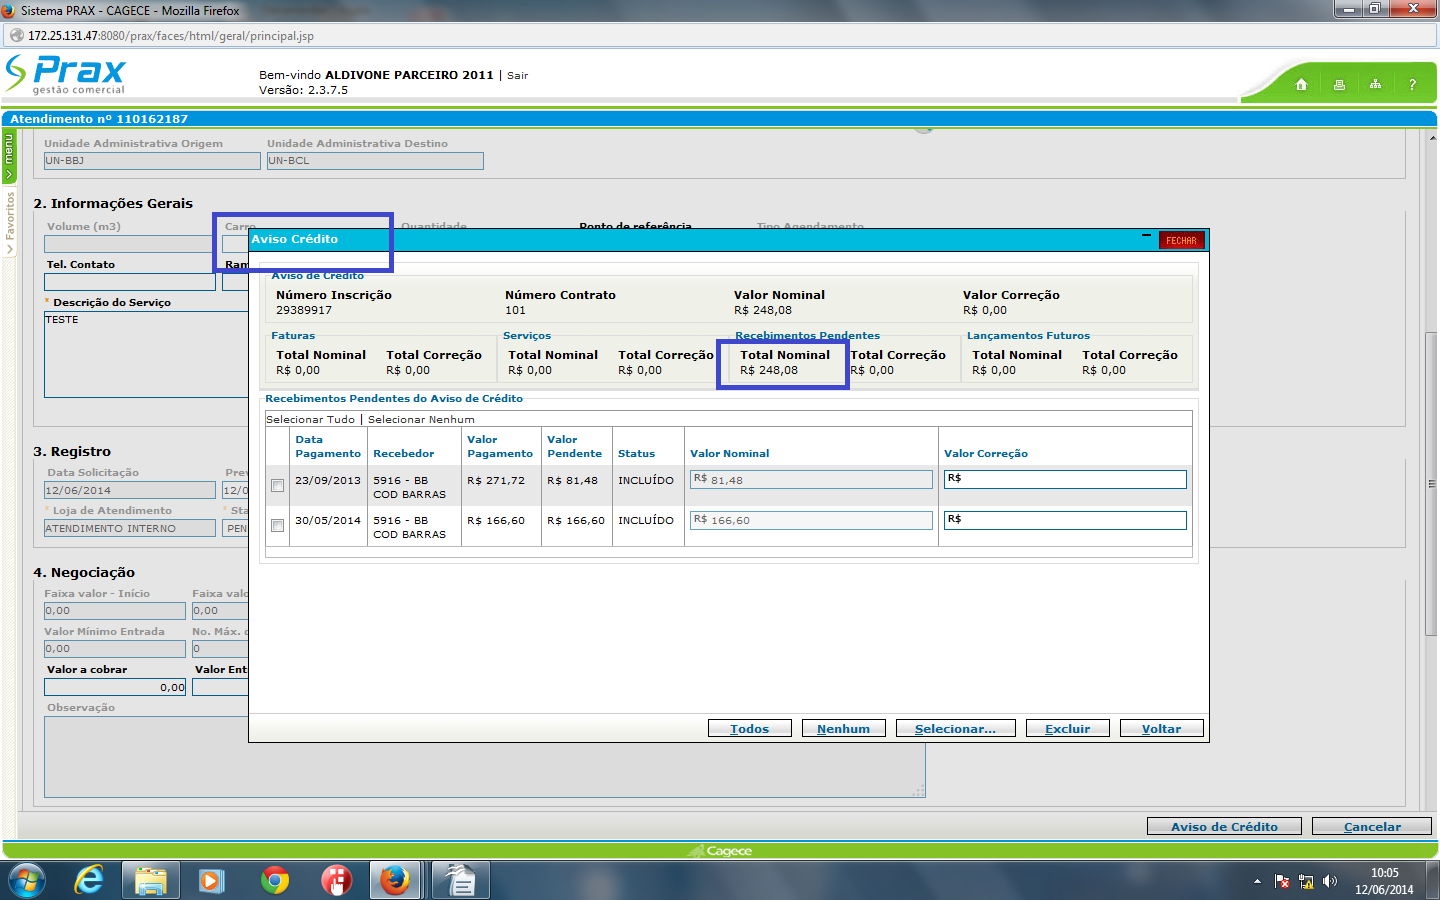 Sistema PRAX - CAGECE - Mozilla Firefox
172.25.131.47:8080/prax/faces/html/geral/principal.jsp
Prax
gestão comercial
Bem-vindo ALDIVONE PARCEIRO 2011 | Sair
Versão: 2.3.7.5
?
Atendimento nº 110162187
menu
Favoritos
Unidade Administrativa Origem Unidade Administrativa Destino
UN-BBJ UN-BCL
2. Informações Gerais
Volume (m3) Carro Quantidade Ponto de referência Tipo Agendamento
Tel. Contato Ram
* Descrição do Serviço
TESTE
3. Registro
Data Solicitação Prev
12/06/2014 12/0
* Loja de Atendimento * Sta
ATENDIMENTO INTERNO PEN
4. Negociação
Faixa valor - Início Faixa valo
0,00 0,00
Valor Mínimo Entrada No. Máx.
0,00 0
Valor a cobrar Valor Ent
0,00
Observação
Aviso Crédito
FECHAR
Aviso de Crédito
Número Inscrição Número Contrato Valor Nominal Valor Correção
29389917 101 R$ 248,08 R$ 0,00
Faturas Serviços Recebimentos Pendentes Lançamentos Futuros
Total Nominal Total Correção Total Nominal Total Correção Total Nominal Total Correção Total Nominal Total Correção
R$ 0,00 R$ 0,00 R$ 0,00 R$ 0,00 R$ 248,08 R$ 0,00 R$ 0,00 R$ 0,00
Recebimentos Pendentes do Aviso de Crédito
Selecionar Tudo | Selecionar Nenhum
Data Pagamento Recebedor Valor Pagamento Valor Pendente Status Valor Nominal Valor Correção
23/09/2013 5916 - BB COD BARRAS R$ 271,72 R$ 81,48 INCLUÍDO R$ 81,48 R$
30/05/2014 5916 - BB COD BARRAS R$ 166,60 R$ 166,60 INCLUÍDO R$ 166,60 R$
Todos Nenhum Selecionar... Excluir Voltar
Aviso de Crédito Cancelar
Cagece
10:05
12/06/2014